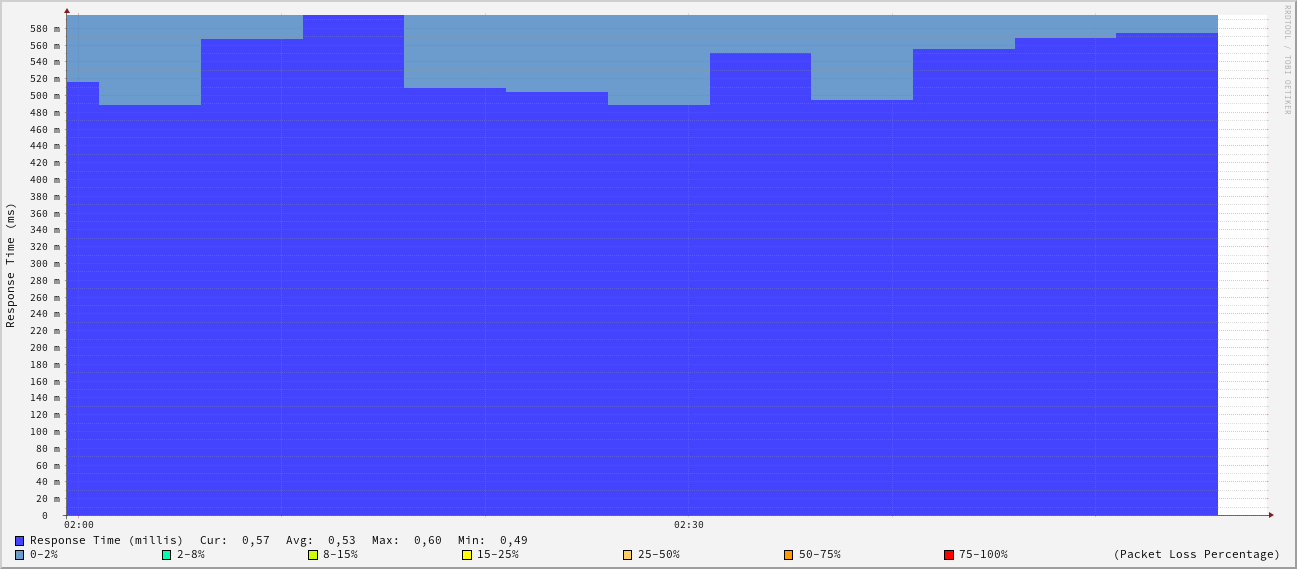 RRDTOOL / TOBI OETIKER
Response Time (ms)
580 m
560 m
540 m
520 m
500 m
480 m
460 m
440 m
420 m
400 m
380 m
360 m
340 m
320 m
300 m
280 m
260 m
240 m
220 m
200 m
180 m
160 m
140 m
120 m
100 m
80 m
60 m
40 m
20 m
0
02:00 02:30
Response Time (millis) Cur: 0,57 Avg: 0,53 Max: 0,60 Min: 0,49
0-2% 2-8% 8-15% 15-25% 25-50% 50-75% 75-100% (Packet Loss Percentage)